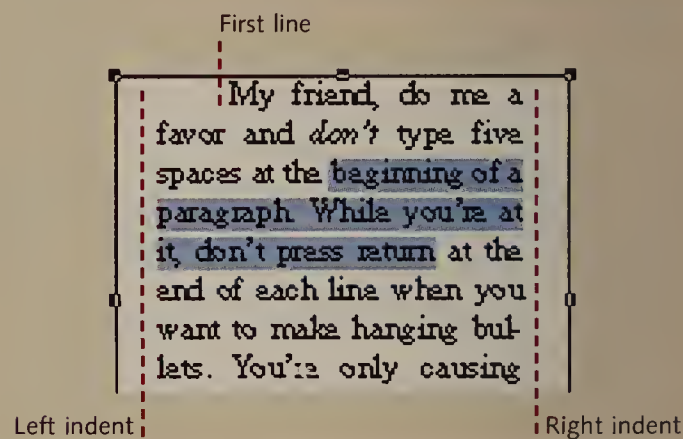 First line
My friend, do me a
favor and don't type five
spaces at the beginning of a
paragraph. While you're at
it, don't press return at the
end of each line when you
want to make hanging bul-
lets. You're only causing
Left indent
Right indent